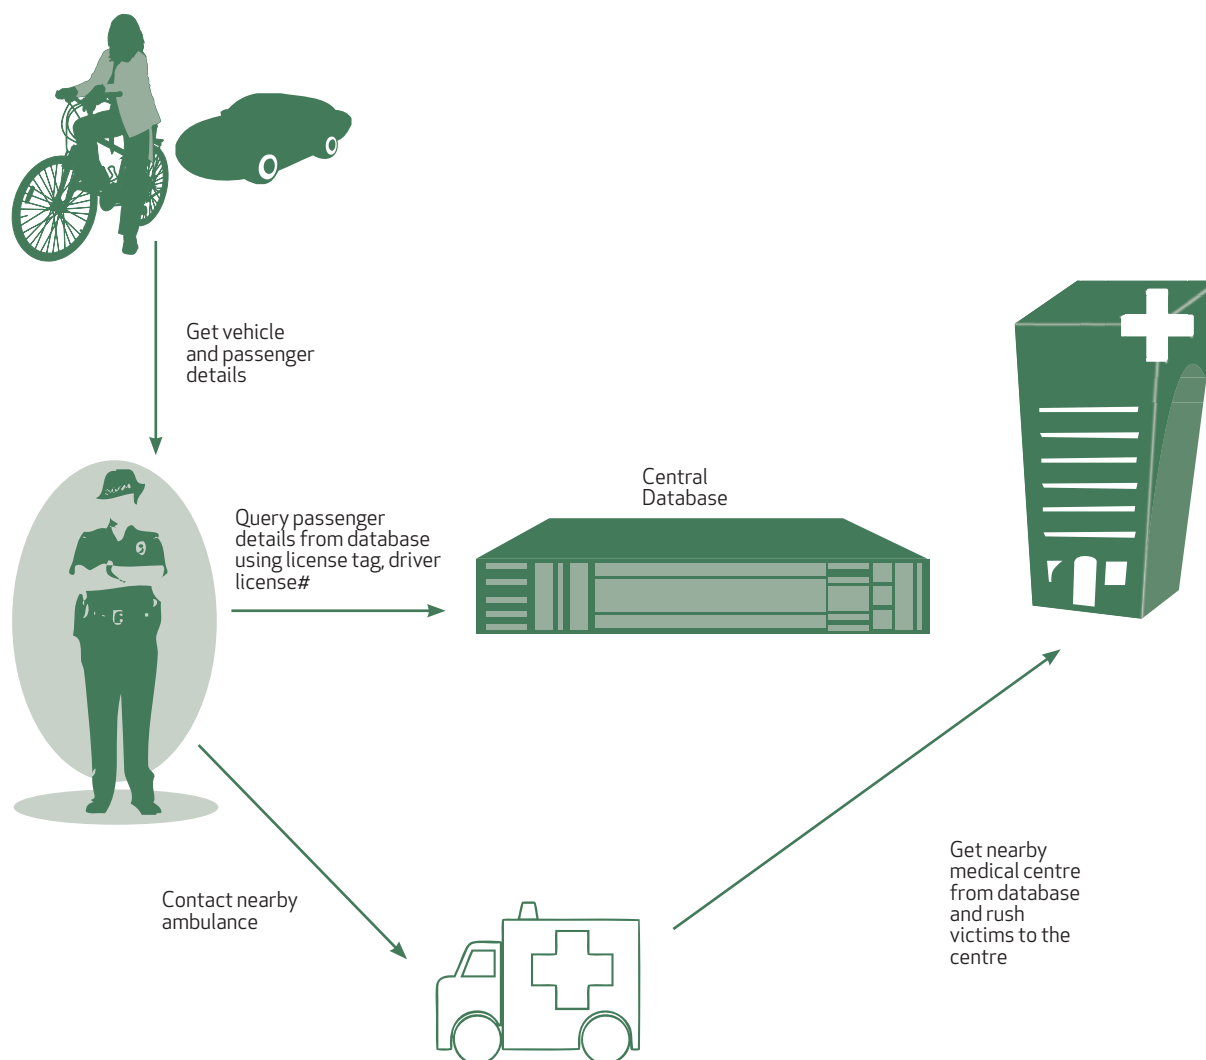 Get vehicle
and passenger
details
Central
Database
Query passenger
details from database
using license tag, driver
license#
Contact nearby
ambulance
Get nearby
medical centre
from database
and rush
victims to the
centre